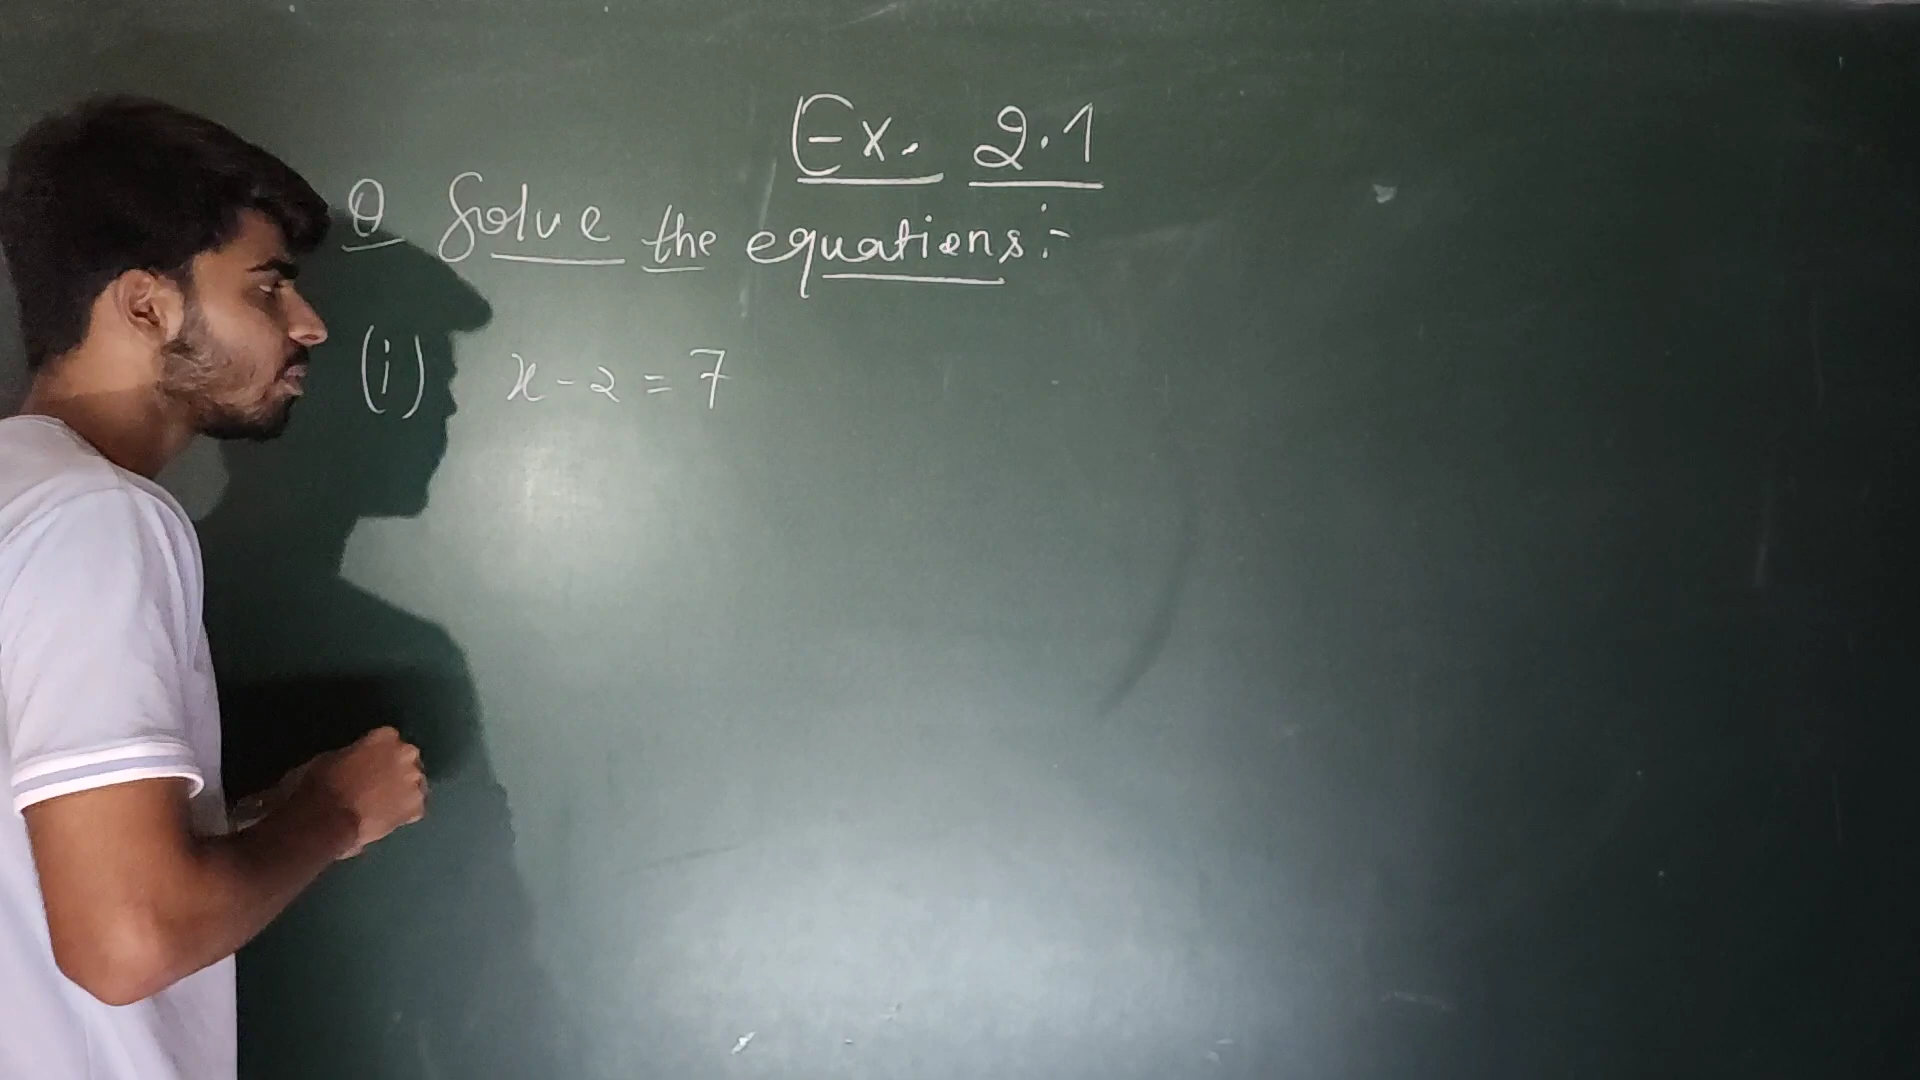 Ex. 2.1
Q Solve the equations:-
(i) x-2=7